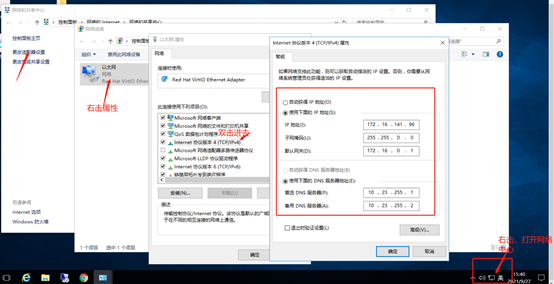 网络和共享中心
控制面板
网络和 Internet
网络和共享中心
控制面板主页
更改适配器设置
更改高级共享设置
另请参阅
Internet 选项
Windows 防火墙
网络连接
控制面板
组织
禁用此网络设备
以太网
网络
Red Hat VirtIO Ethernet
右击属性
1 个项目
选中 1 个项目
以太网 属性
网络
连接时使用:
Red Hat VirtIO Ethernet Adapter
此连接使用下列项目(O):
Microsoft 网络客户端
Microsoft 网络的文件和打印机共享
QoS 数据包计划程序
双击进去
Internet 协议版本 4 (TCP/IPv4)
Microsoft 网络适配器多路传送器协议
Microsoft LLDP 协议驱动程序
Internet 协议版本 6 (TCP/IPv6)
安装(N)...
卸载(U)
描述
传输控制协议/Internet 协议。该协议是默认的广域
于在不同的相互连接的网络上通信。
确定
Internet 协议版本 4 (TCP/IPv4) 属性
常规
如果网络支持此功能，则可以获取自动指派的 IP 设置。否则，你需要从网
络系统管理员处获得适当的 IP 设置。
自动获得 IP 地址(O)
使用下面的 IP 地址(S):
IP 地址(I):
172 . 16 . 141 . 96
子网掩码(U):
255 . 255 . 0 . 0
默认网关(D):
172 . 16 . 0 . 1
自动获得 DNS 服务器地址(B)
使用下面的 DNS 服务器地址(E):
首选 DNS 服务器(P):
10 . 23 . 255 . 1
备用 DNS 服务器(A):
10 . 23 . 255 . 2
退出时验证设置(L)
高级(V)...
确定
取消
右击，打开网络
中心
英
15:40
2021/9/27